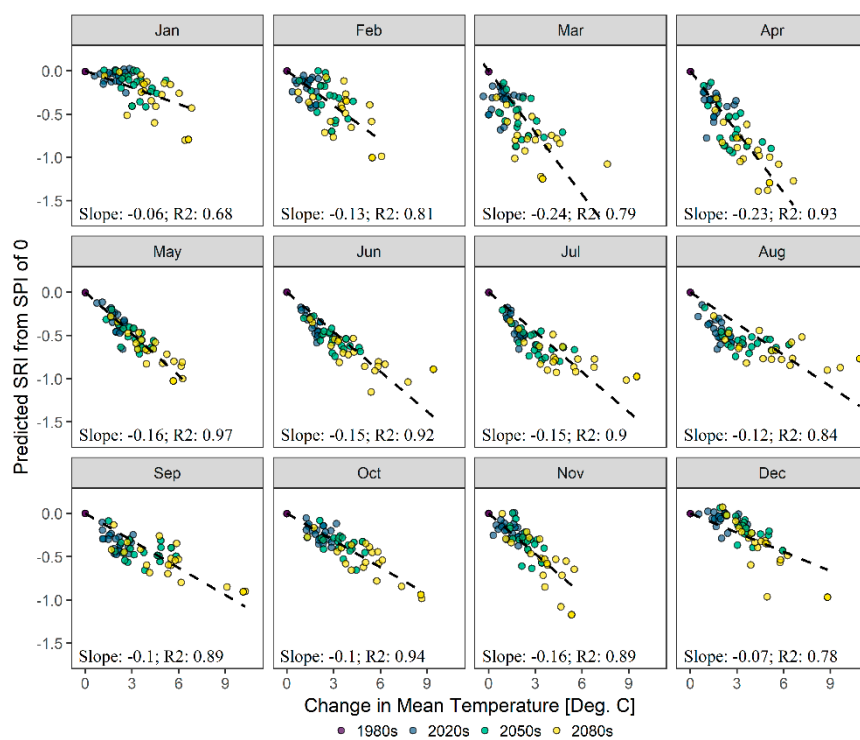 Jan Feb Mar Apr
0.0
-0.5
-1.0
-1.5
Slope: -0.06; R2: 0.68 Slope: -0.13; R2: 0.81 Slope: -0.24; R2: 0.79 Slope: -0.23; R2: 0.93
May Jun Jul Aug
0.0
-0.5
-1.0
-1.5
Slope: -0.16; R2: 0.97 Slope: -0.15; R2: 0.92 Slope: -0.15; R2: 0.9 Slope: -0.12; R2: 0.84
Predicted SRI from SPI of 0
Sep Oct Nov Dec
0.0
-0.5
-1.0
-1.5
Slope: -0.1; R2: 0.89 Slope: -0.1; R2: 0.94 Slope: -0.16; R2: 0.89 Slope: -0.07; R2: 0.78
0 3 6 9 0 3 6 9 0 3 6 9 0 3 6 9
Change in Mean Temperature [Deg. C]
1980s 2020s 2050s 2080s